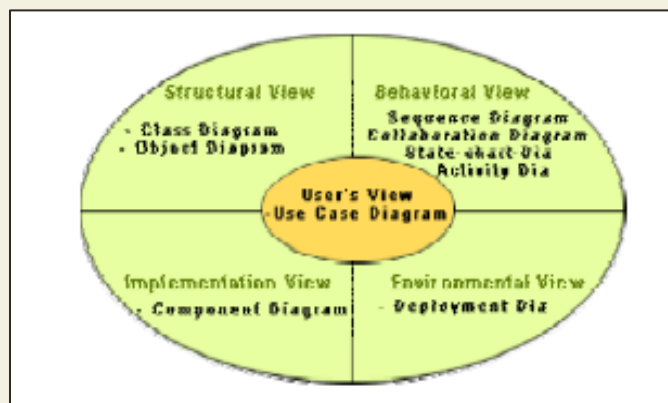 Structural View
- Class Diagram
- Object Diagram
Behavioral View
Sequence Diagram
Collaboration Diagram
State-chart Dia
Activity Dia
User's View
-Use Case Diagram
Implementation View
- Component Diagram
Environmental View
- Deployment Dia